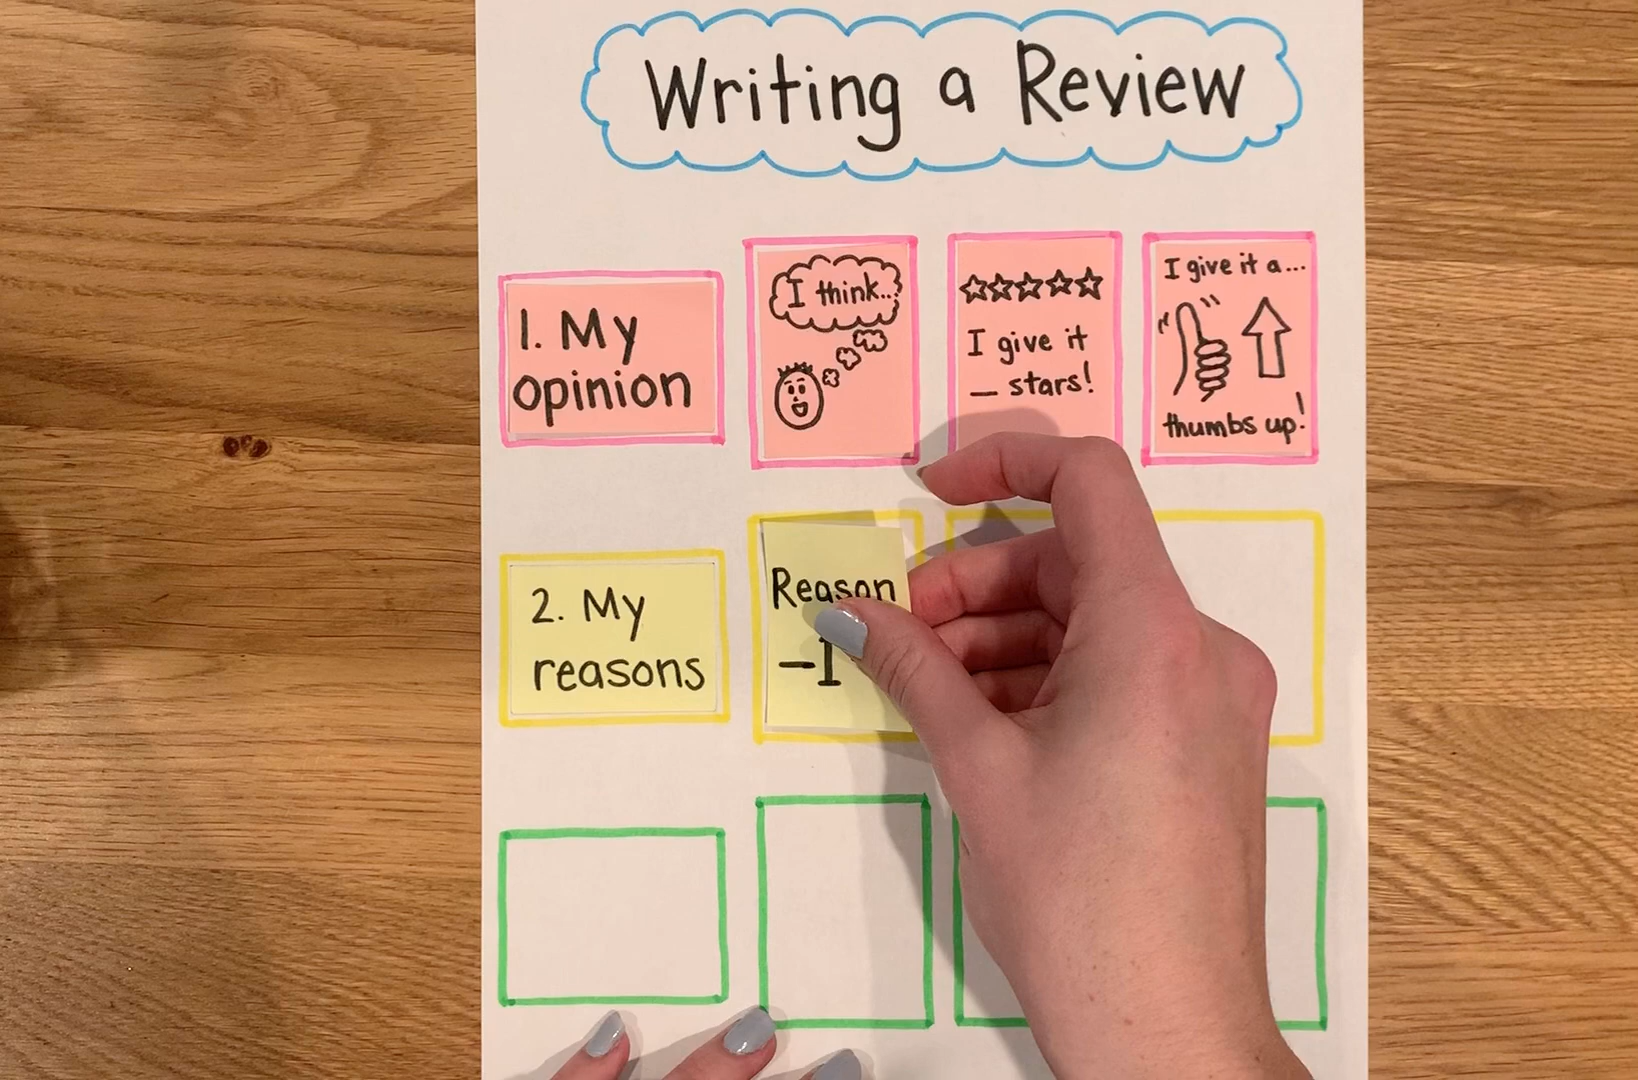 Writing a Review
1. My
opinion
I think...
I give it
_ stars!
I give it a...
thumbs up!
2. My
reasons
Reason